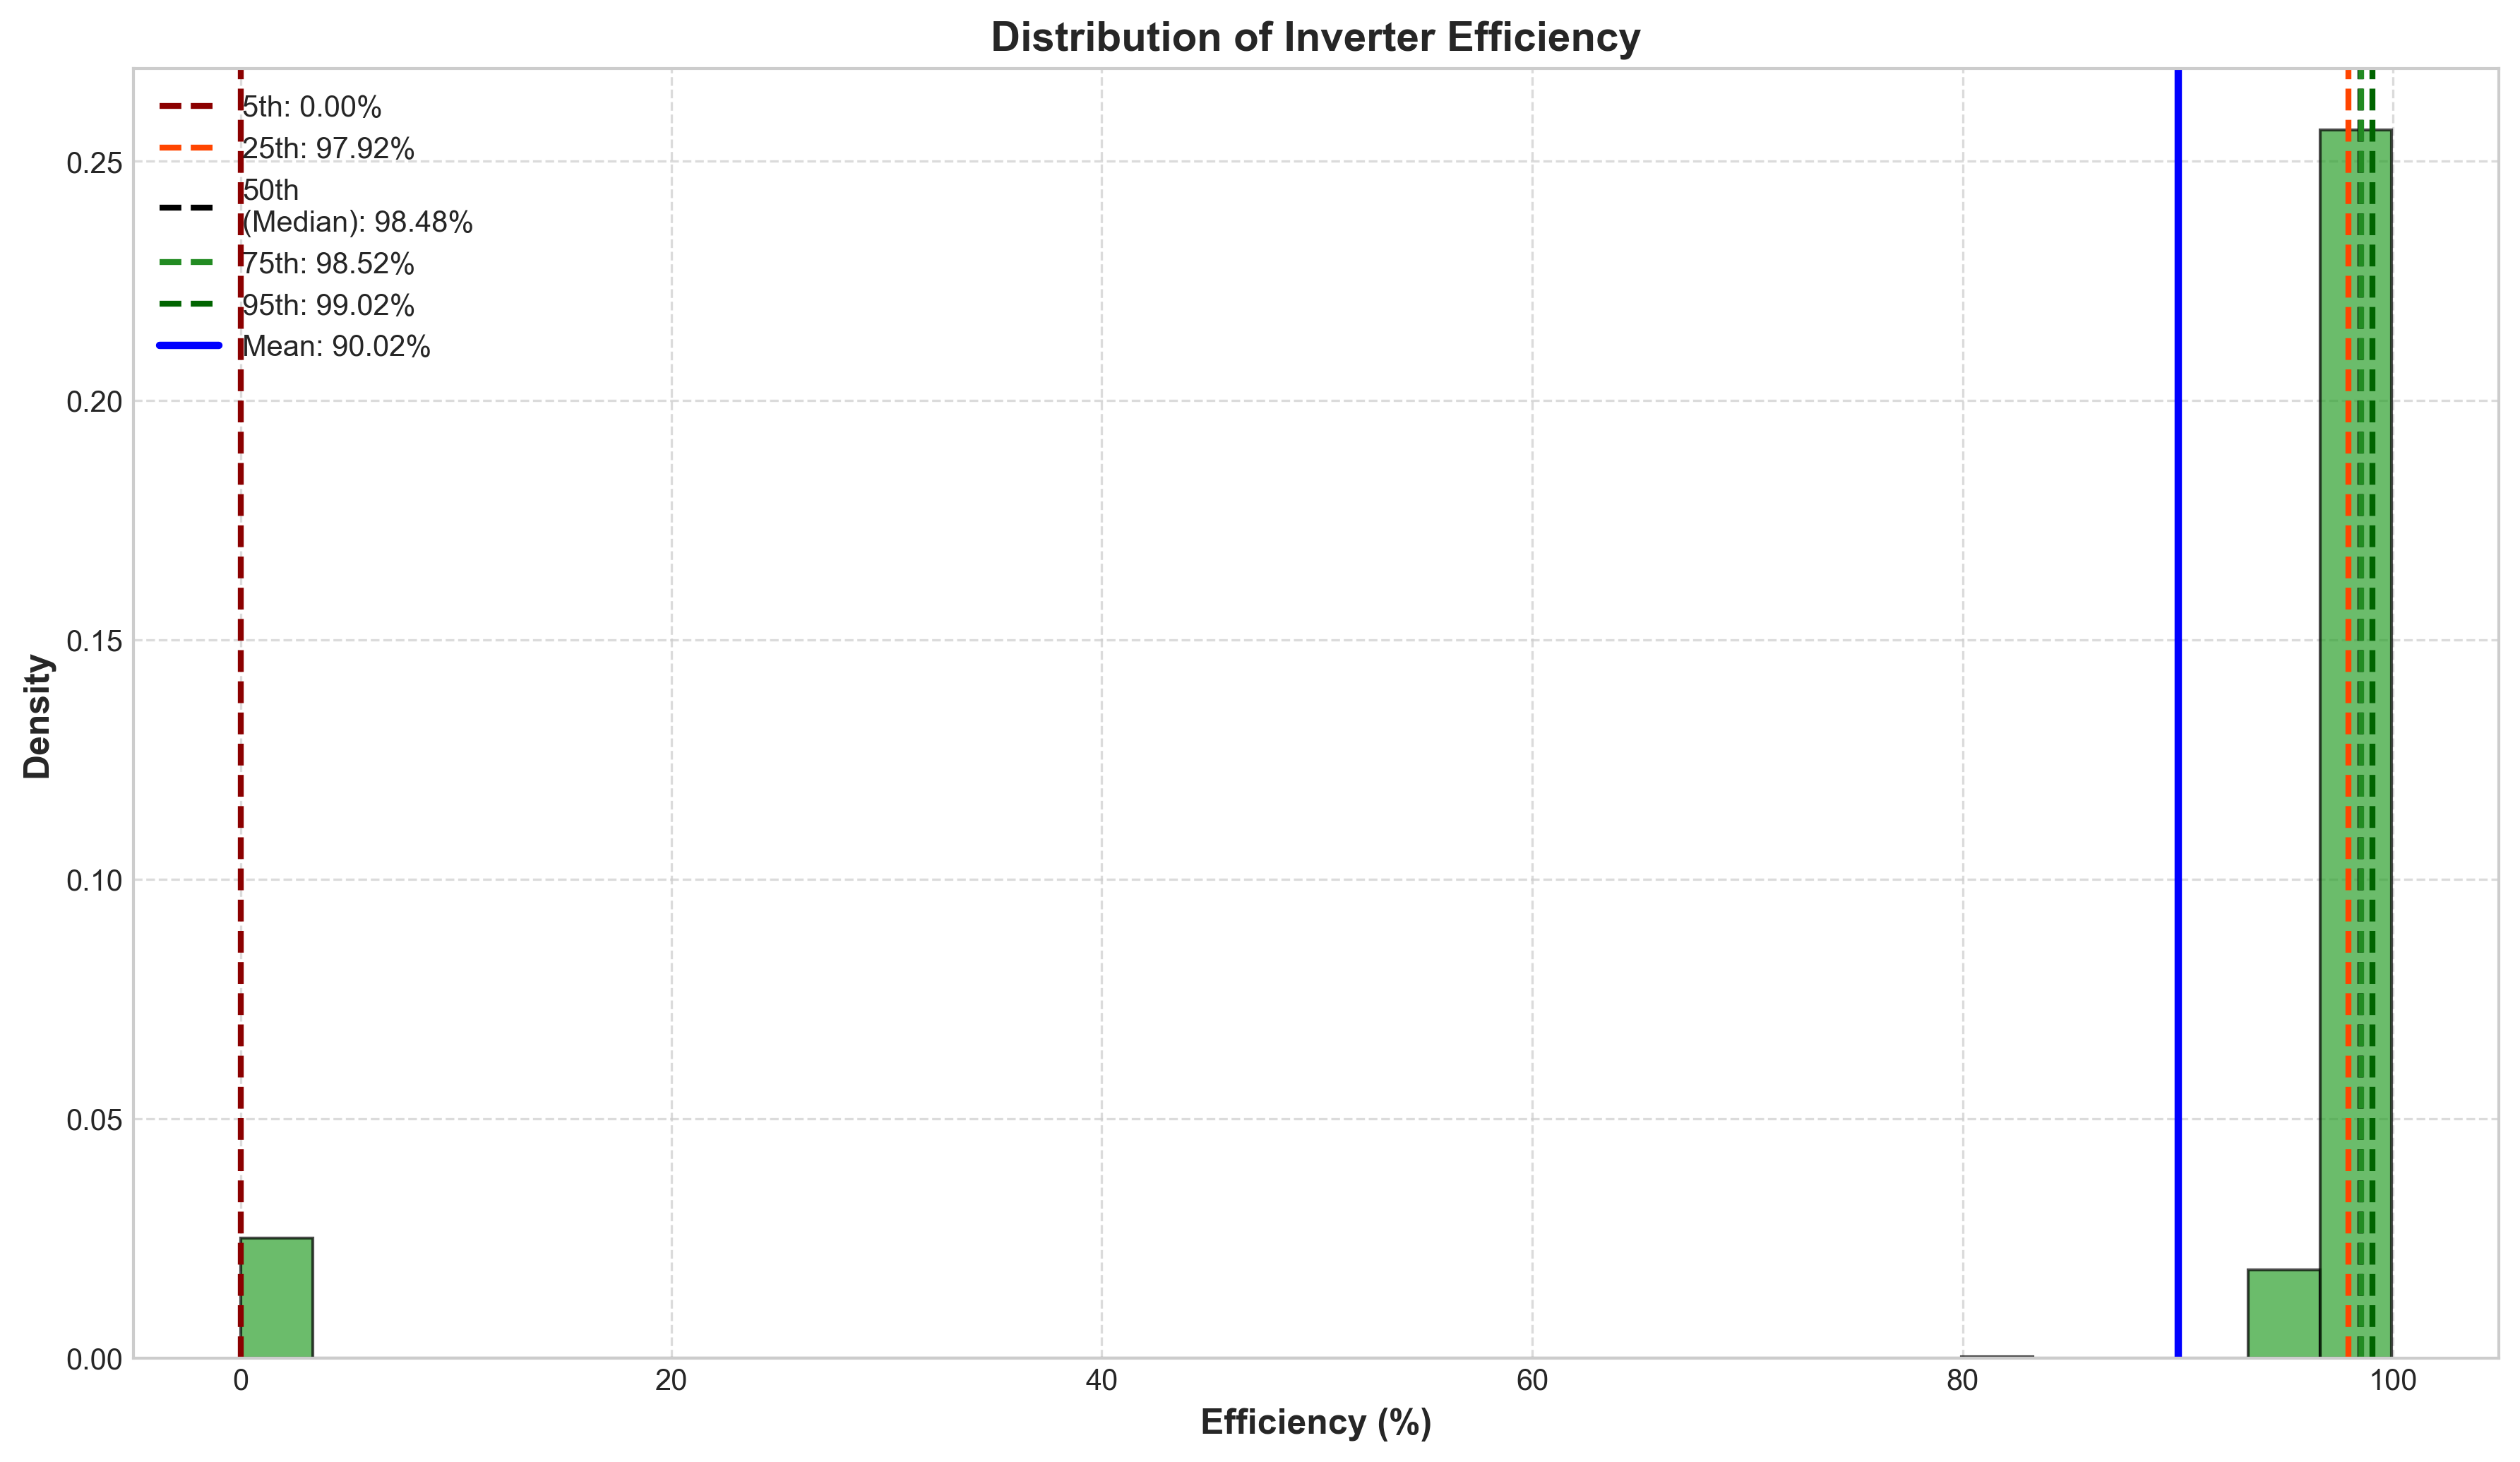 Distribution of Inverter Efficiency
5th: 0.00%
25th: 97.92%
50th
(Median): 98.48%
75th: 98.52%
95th: 99.02%
Mean: 90.02%
Density
0.25
0.20
0.15
0.10
0.05
0.00
0 20 40 60 80 100
Efficiency (%)